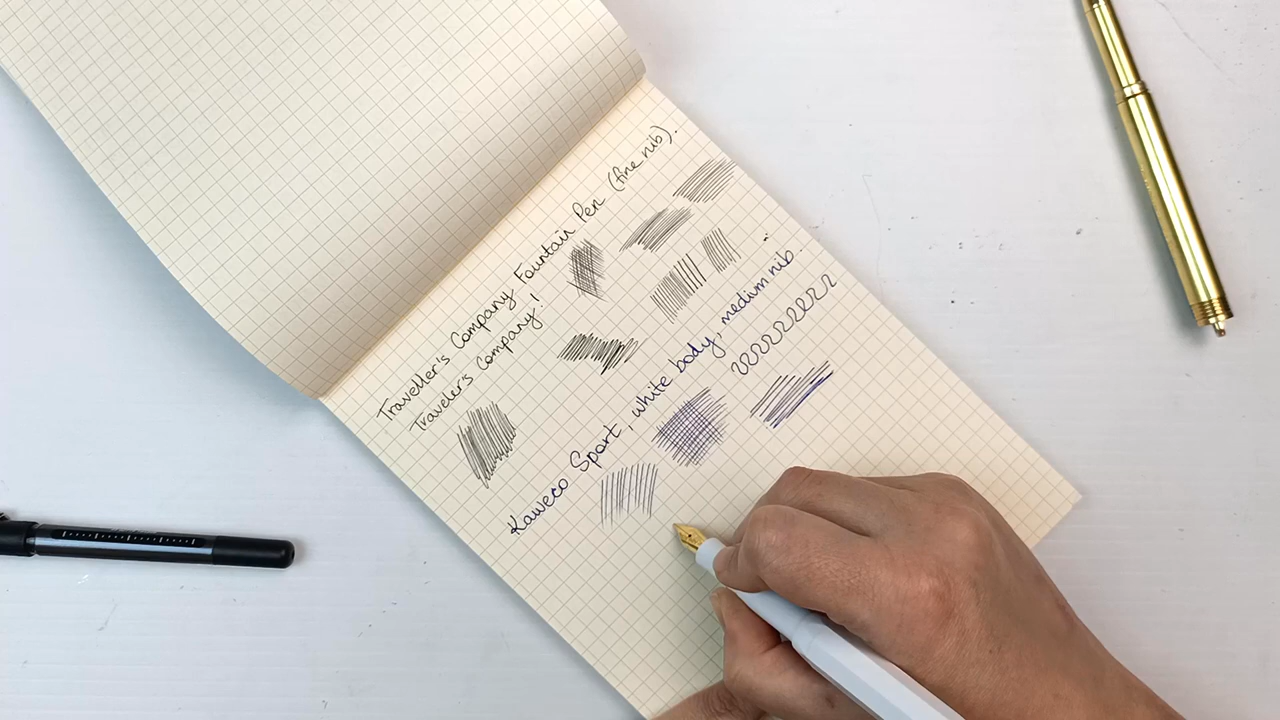 Traveller's Company Fountain Pen (fine nib).
Traveler's Company!
Kaweco Sport, white body, medium nib.